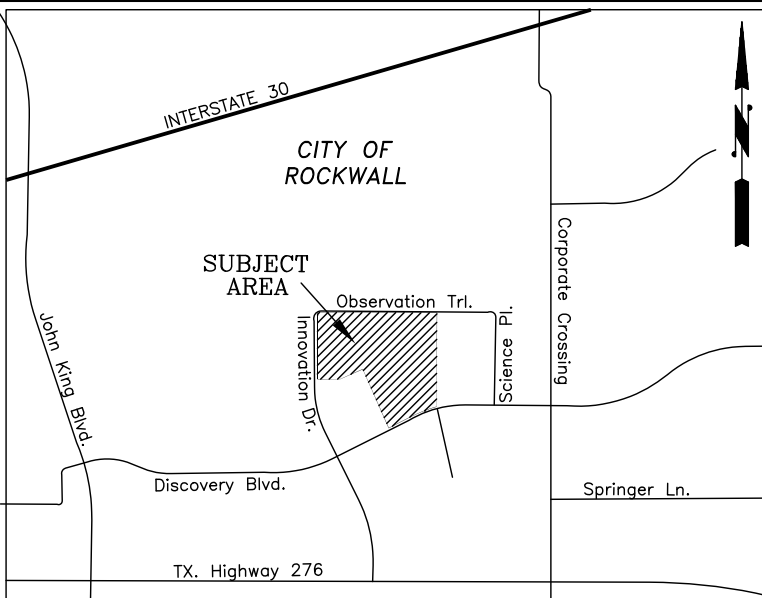 INTERSTATE 30
CITY OF
ROCKWALL
N
SUBJECT
AREA
Observation Trl.
Corporate Crossing
John King Blvd.
Innovation Dr.
Science Pl.
Discovery Blvd.
Springer Ln.
TX. Highway 276